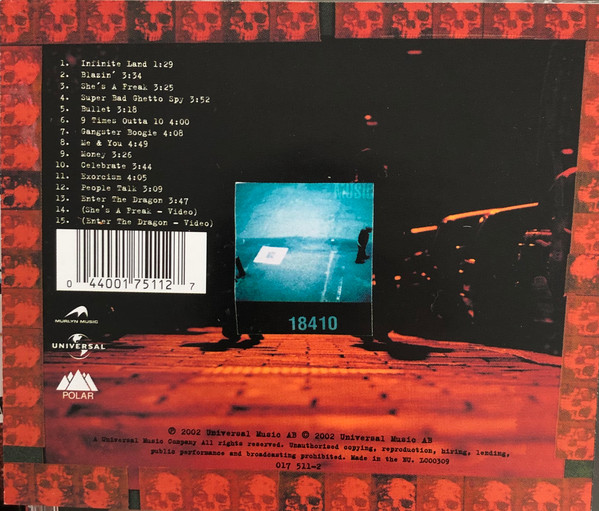 1. Infinite Land 1:29
2. Blazin' 3:34
3. She's A Freak 3:25
4. Super Bad Ghetto Spy 3:52
5. Bullet 3:18
6. 9 Times Outta 10 4:00
7. Gangster Boogie 4:08
8. Me & You 4:49
9. Money 3:26
10. Celebrate 3:44
11. Exorcism 4:05
12. People Talk 3:09
13. Enter The Dragon 3:47
14. (She's A Freak - Video)
15. (Enter The Dragon - Video)
0 44001 75112 7
MURLYN MUSIC
UNIVERSAL
POLAR
MUSIC
18410
℗ 2002 Universal Music AB © 2002 Universal Music AB
A Universal Music Company All rights reserved. Unauthorized copying, reproduction, hiring, lending,
public performance and broadcasting prohibited. Made in the EU. LC00309
017 511-2